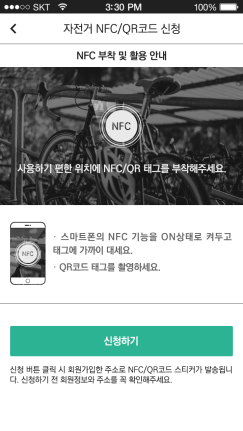 SKT 3:30 PM 100%
자전거 NFC/QR코드 신청
NFC 부착 및 활용 안내
NFC
사용하기 편한 위치에 NFC/QR 태그를 부착해주세요.
NFC
· 스마트폰의 NFC 기능을 ON상태로 켜두고
태그에 가까이 대세요.
· QR코드 태그를 촬영하세요.
신청하기
신청 버튼 클릭 시 회원가입한 주소로 NFC/QR코드 스티커가 발송됩니
다. 신청하기 전 회원정보와 주소를 꼭 확인해주세요.